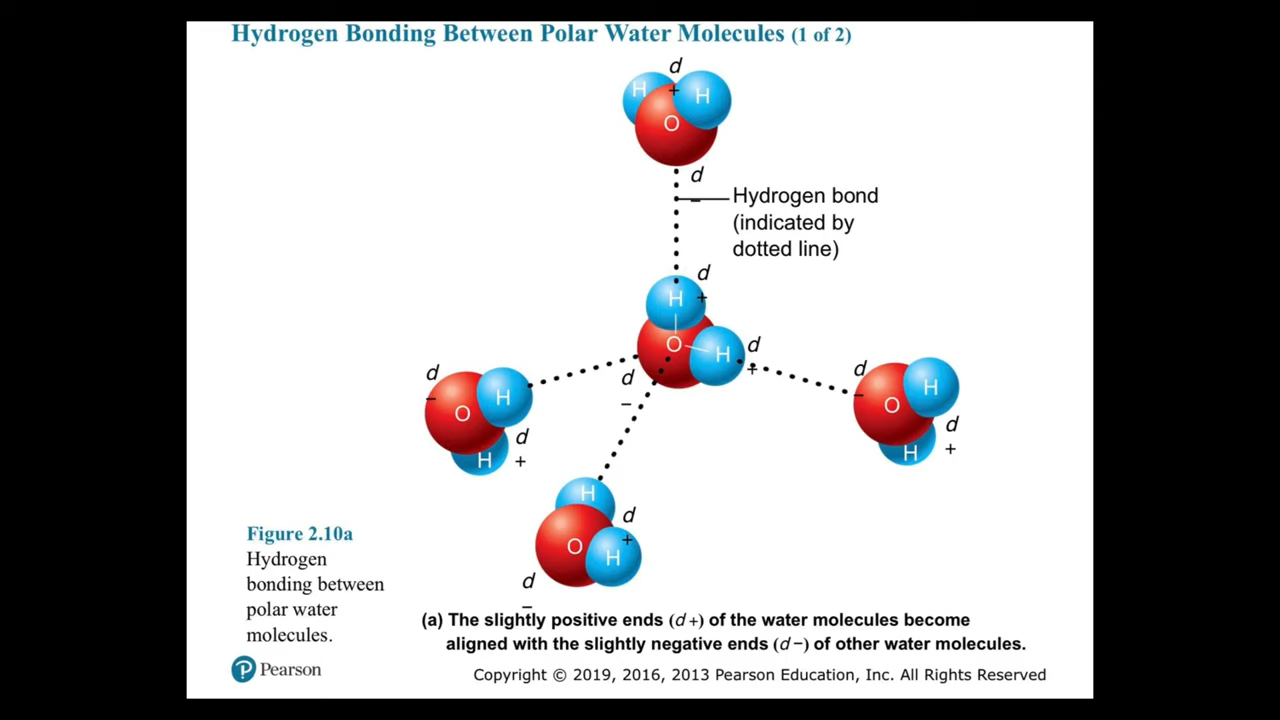 Hydrogen Bonding Between Polar Water Molecules (1 of 2)
d
+
H
H
O
d
–
Hydrogen bond
(indicated by
dotted line)
d
+
H
O
H
d
+
d
–
d
–
O
H
H
d
+
d
–
O
H
H
d
+
H
O
H
d
+
d
–
Figure 2.10a
Hydrogen
bonding between
polar water
molecules.
(a) The slightly positive ends (d+) of the water molecules become
aligned with the slightly negative ends (d–) of other water molecules.
P Pearson
Copyright © 2019, 2016, 2013 Pearson Education, Inc. All Rights Reserved